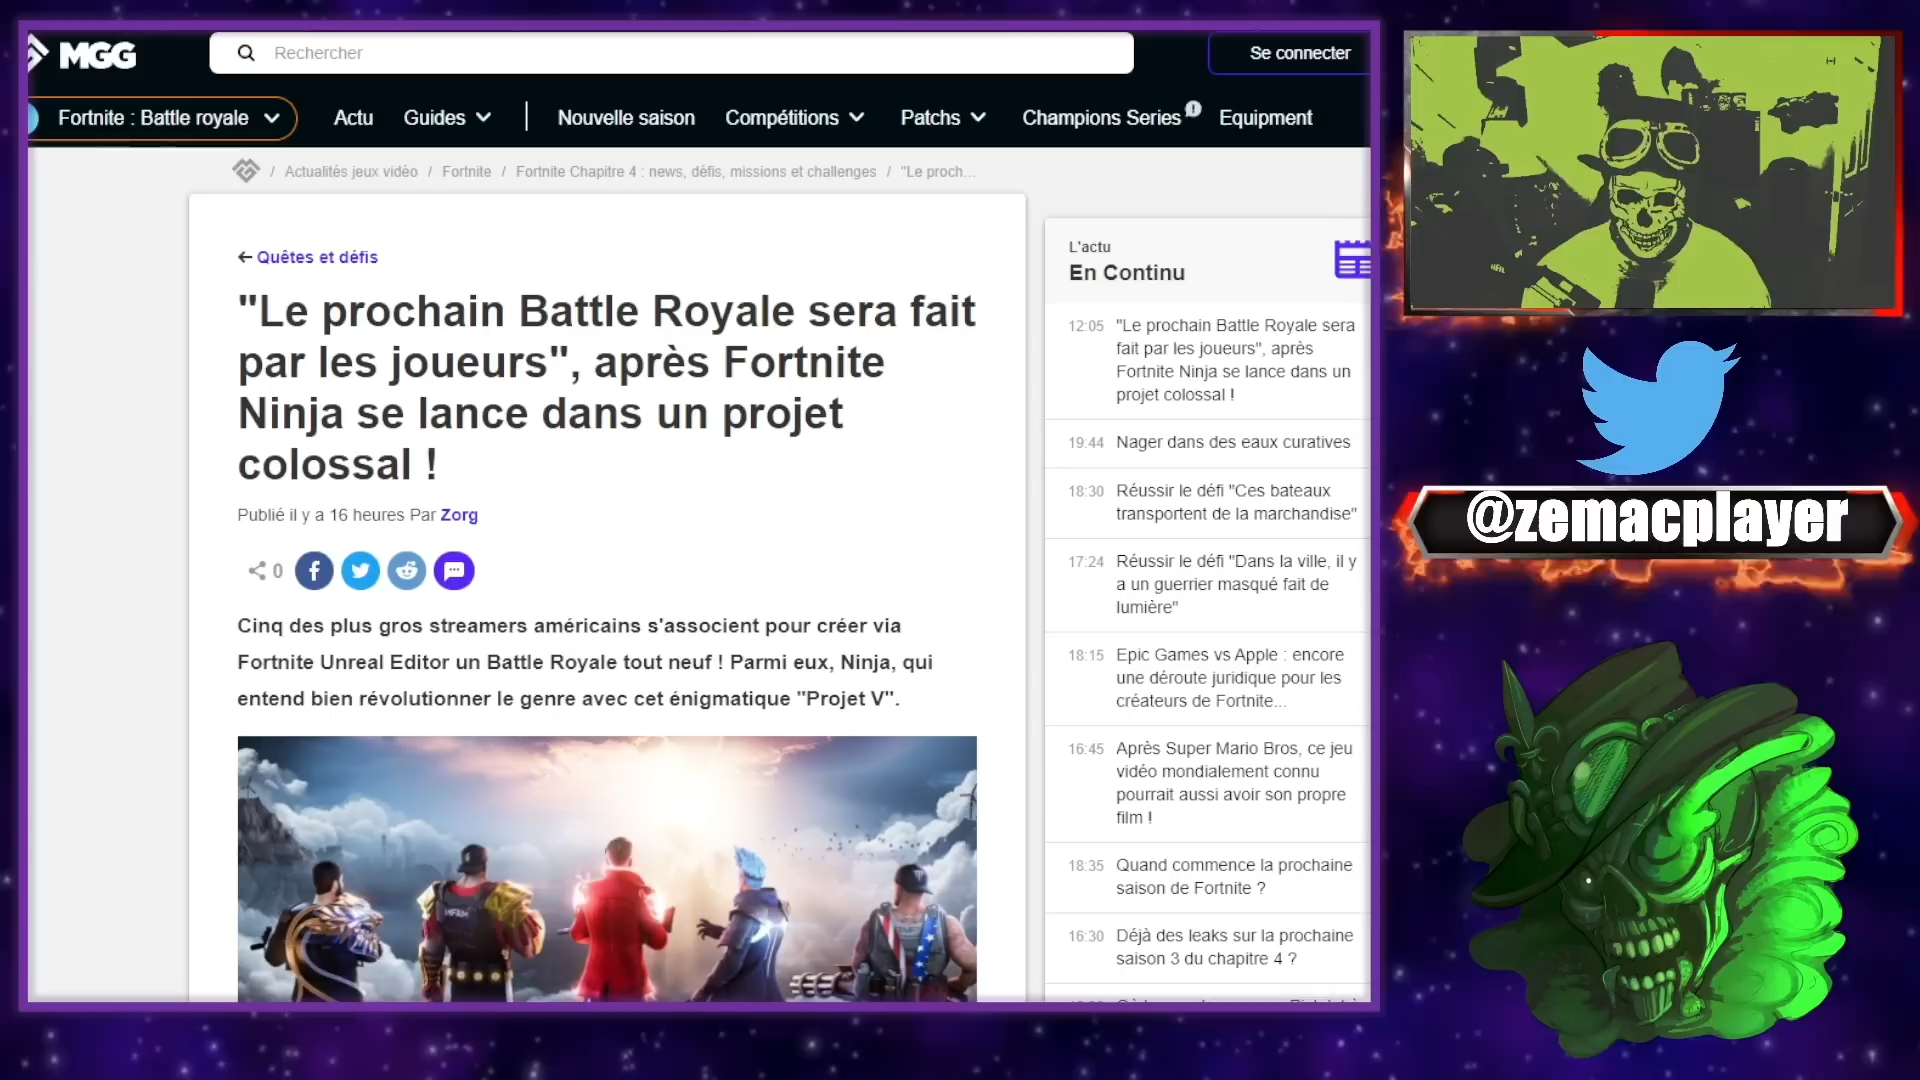 MGG
Rechercher
Se connecter
Fortnite : Battle royale
Actu
Guides
Nouvelle saison
Compétitions
Patchs
Champions Series
Equipment
/ Actualités jeux vidéo / Fortnite / Fortnite Chapitre 4 : news, défis, missions et challenges / "Le proch...
Quêtes et défis
"Le prochain Battle Royale sera fait
par les joueurs", après Fortnite
Ninja se lance dans un projet
colossal !
Publié il y a 16 heures Par Zorg
0
Cinq des plus gros streamers américains s'associent pour créer via
Fortnite Unreal Editor un Battle Royale tout neuf ! Parmi eux, Ninja, qui
entend bien révolutionner le genre avec cet énigmatique "Projet V".
L'actu
En Continu
12:05 "Le prochain Battle Royale sera
fait par les joueurs", après
Fortnite Ninja se lance dans un
projet colossal !
19:44 Nager dans des eaux curatives
18:30 Réussir le défi "Ces bateaux
transportent de la marchandise"
17:24 Réussir le défi "Dans la ville, il y
a un guerrier masqué fait de
lumière"
18:15 Epic Games vs Apple : encore
une déroute juridique pour les
créateurs de Fortnite...
16:45 Après Super Mario Bros, ce jeu
vidéo mondialement connu
pourrait aussi avoir son propre
film !
18:35 Quand commence la prochaine
saison de Fortnite ?
16:30 Déjà des leaks sur la prochaine
saison 3 du chapitre 4 ?
@zemacplayer